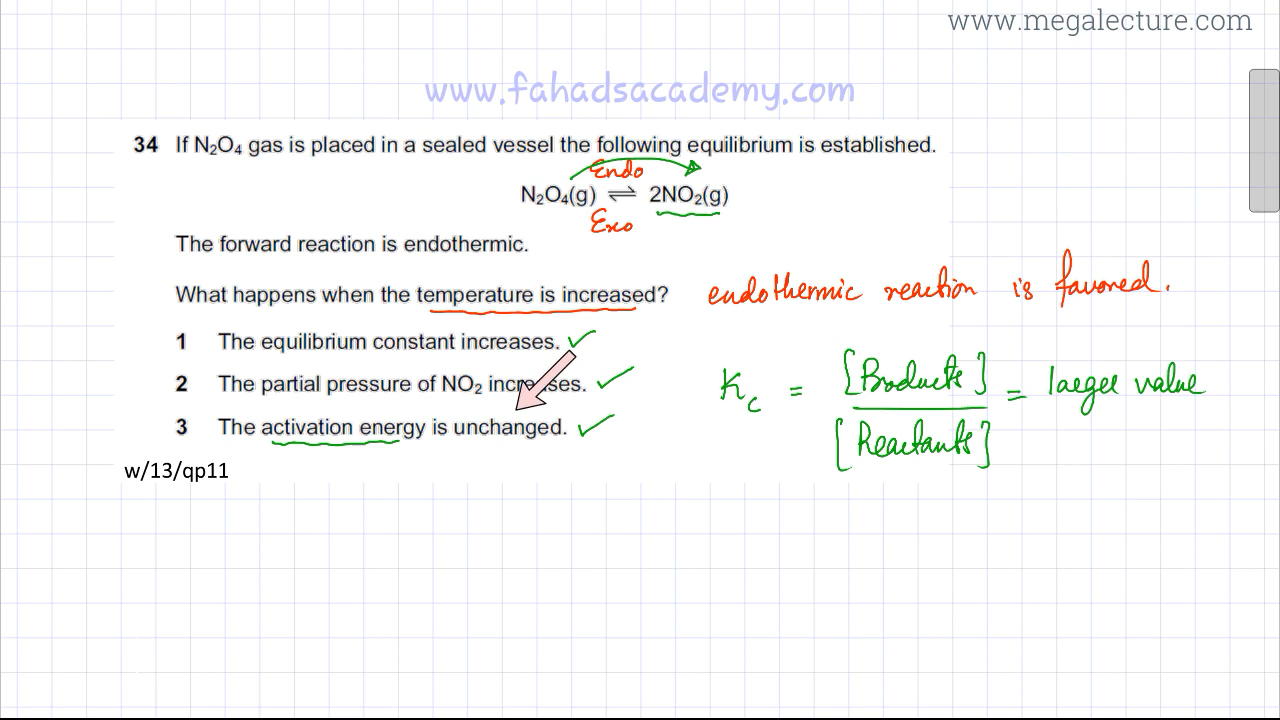 www.megalecture.com
www.fahadsacademy.com
34 If N₂O₄ gas is placed in a sealed vessel the following equilibrium is established.
Endo
N₂O₄(g) ⇌ 2NO₂(g)
Exo
The forward reaction is endothermic.
What happens when the temperature is increased? endothermic reaction is favored.
1 The equilibrium constant increases. ✓
2 The partial pressure of NO₂ increases. ✓
3 The activation energy is unchanged. ✓
Kc = [Products] / [Reactants] = larger value
w/13/qp11